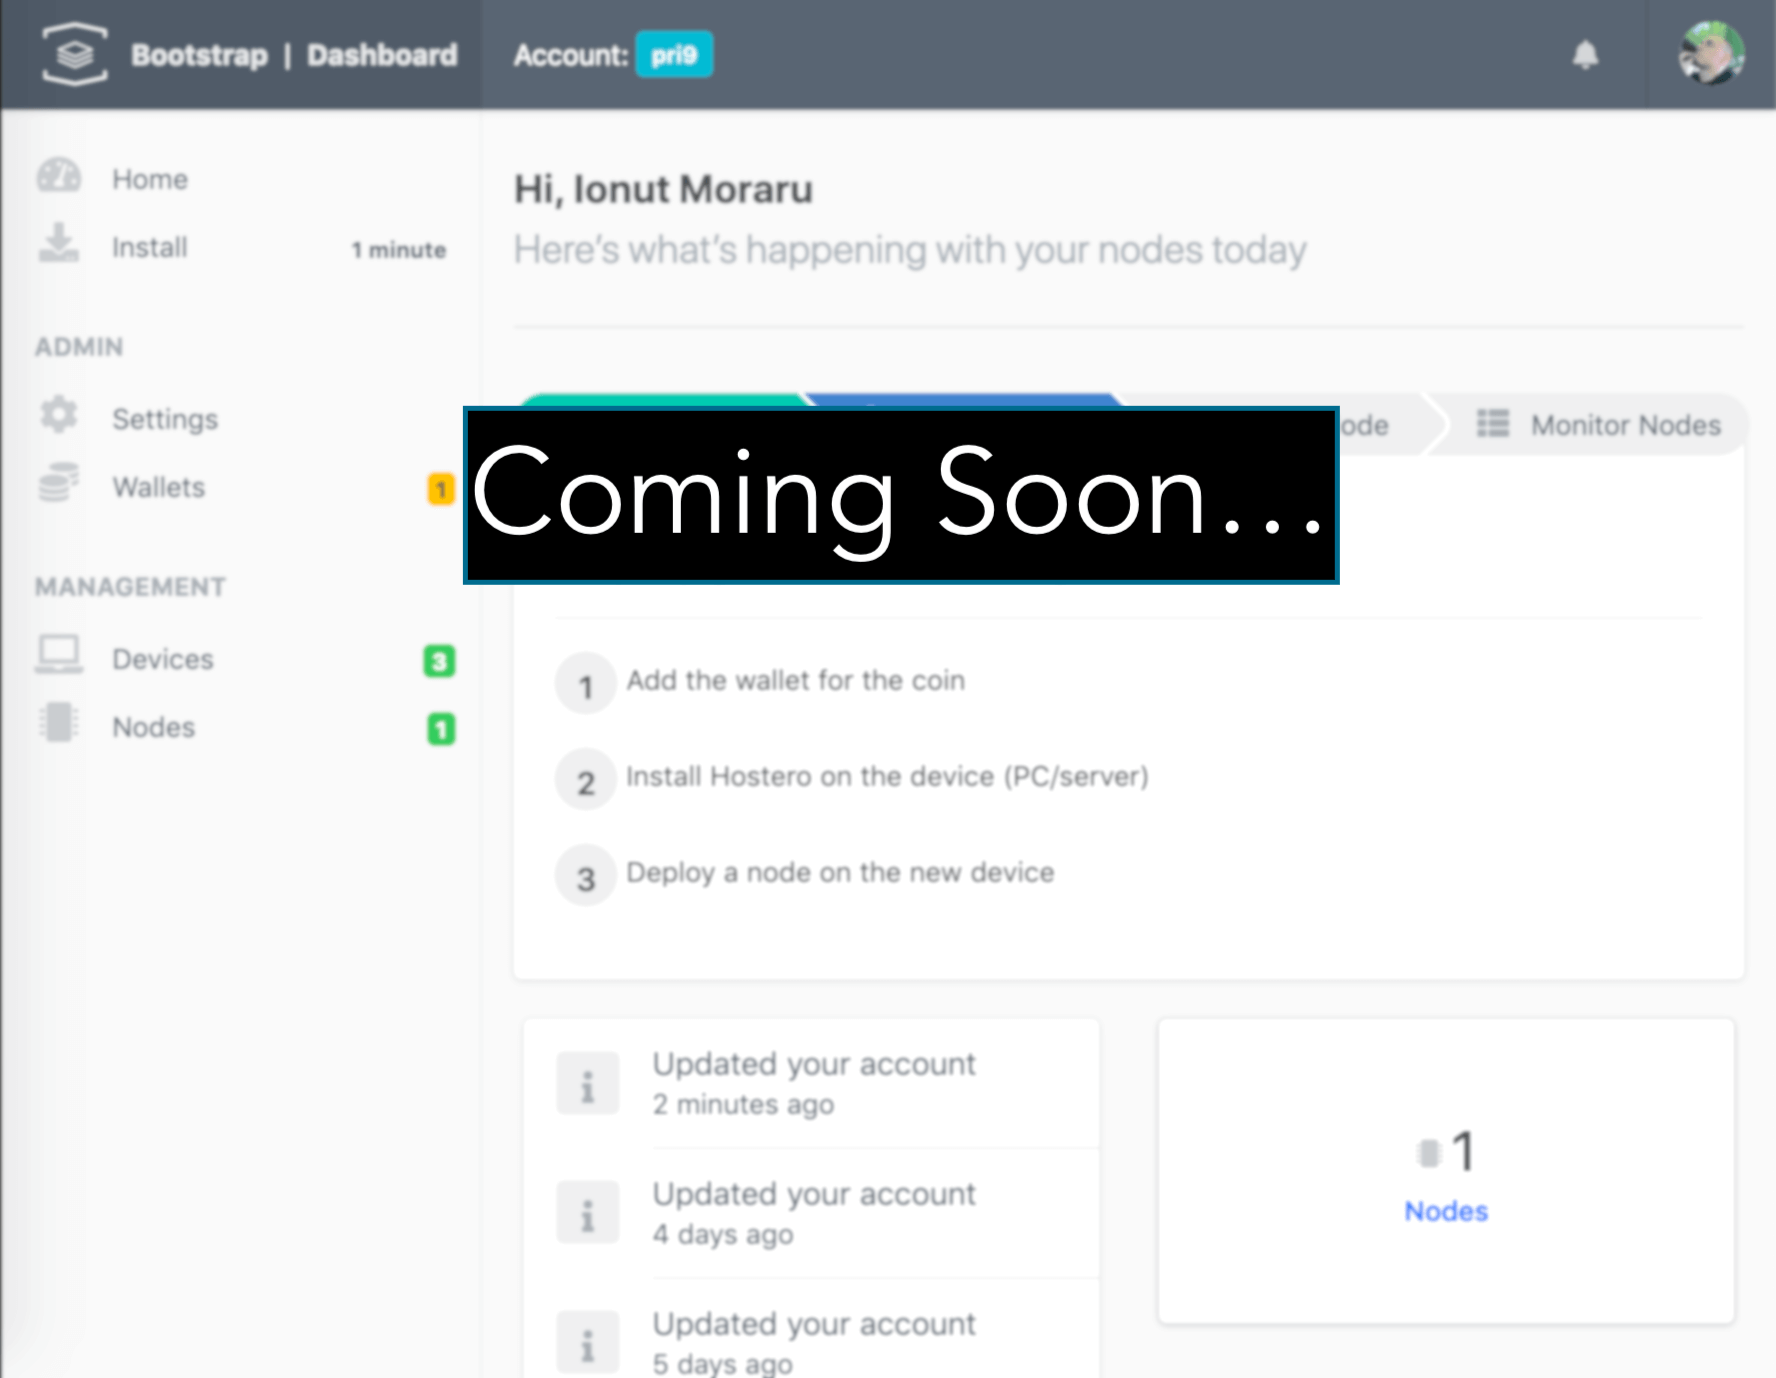 Bootstrap | Dashboard
Account: pri9
Home
Install 1 minute
ADMIN
Settings
Wallets 1
MANAGEMENT
Devices 3
Nodes 1
Hi, Ionut Moraru
Here's what's happening with your nodes today
Monitor Nodes
Coming Soon...
1 Add the wallet for the coin
2 Install Hostero on the device (PC/server)
3 Deploy a node on the new device
Updated your account
2 minutes ago
Updated your account
4 days ago
Updated your account
5 days ago
1
Nodes